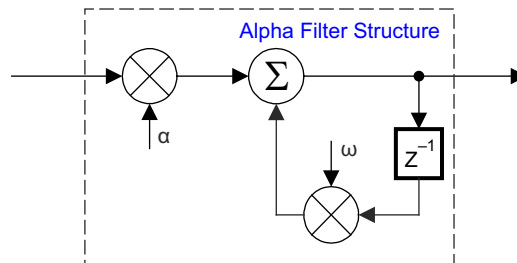 Alpha Filter Structure
Σ
α
ω
z⁻¹